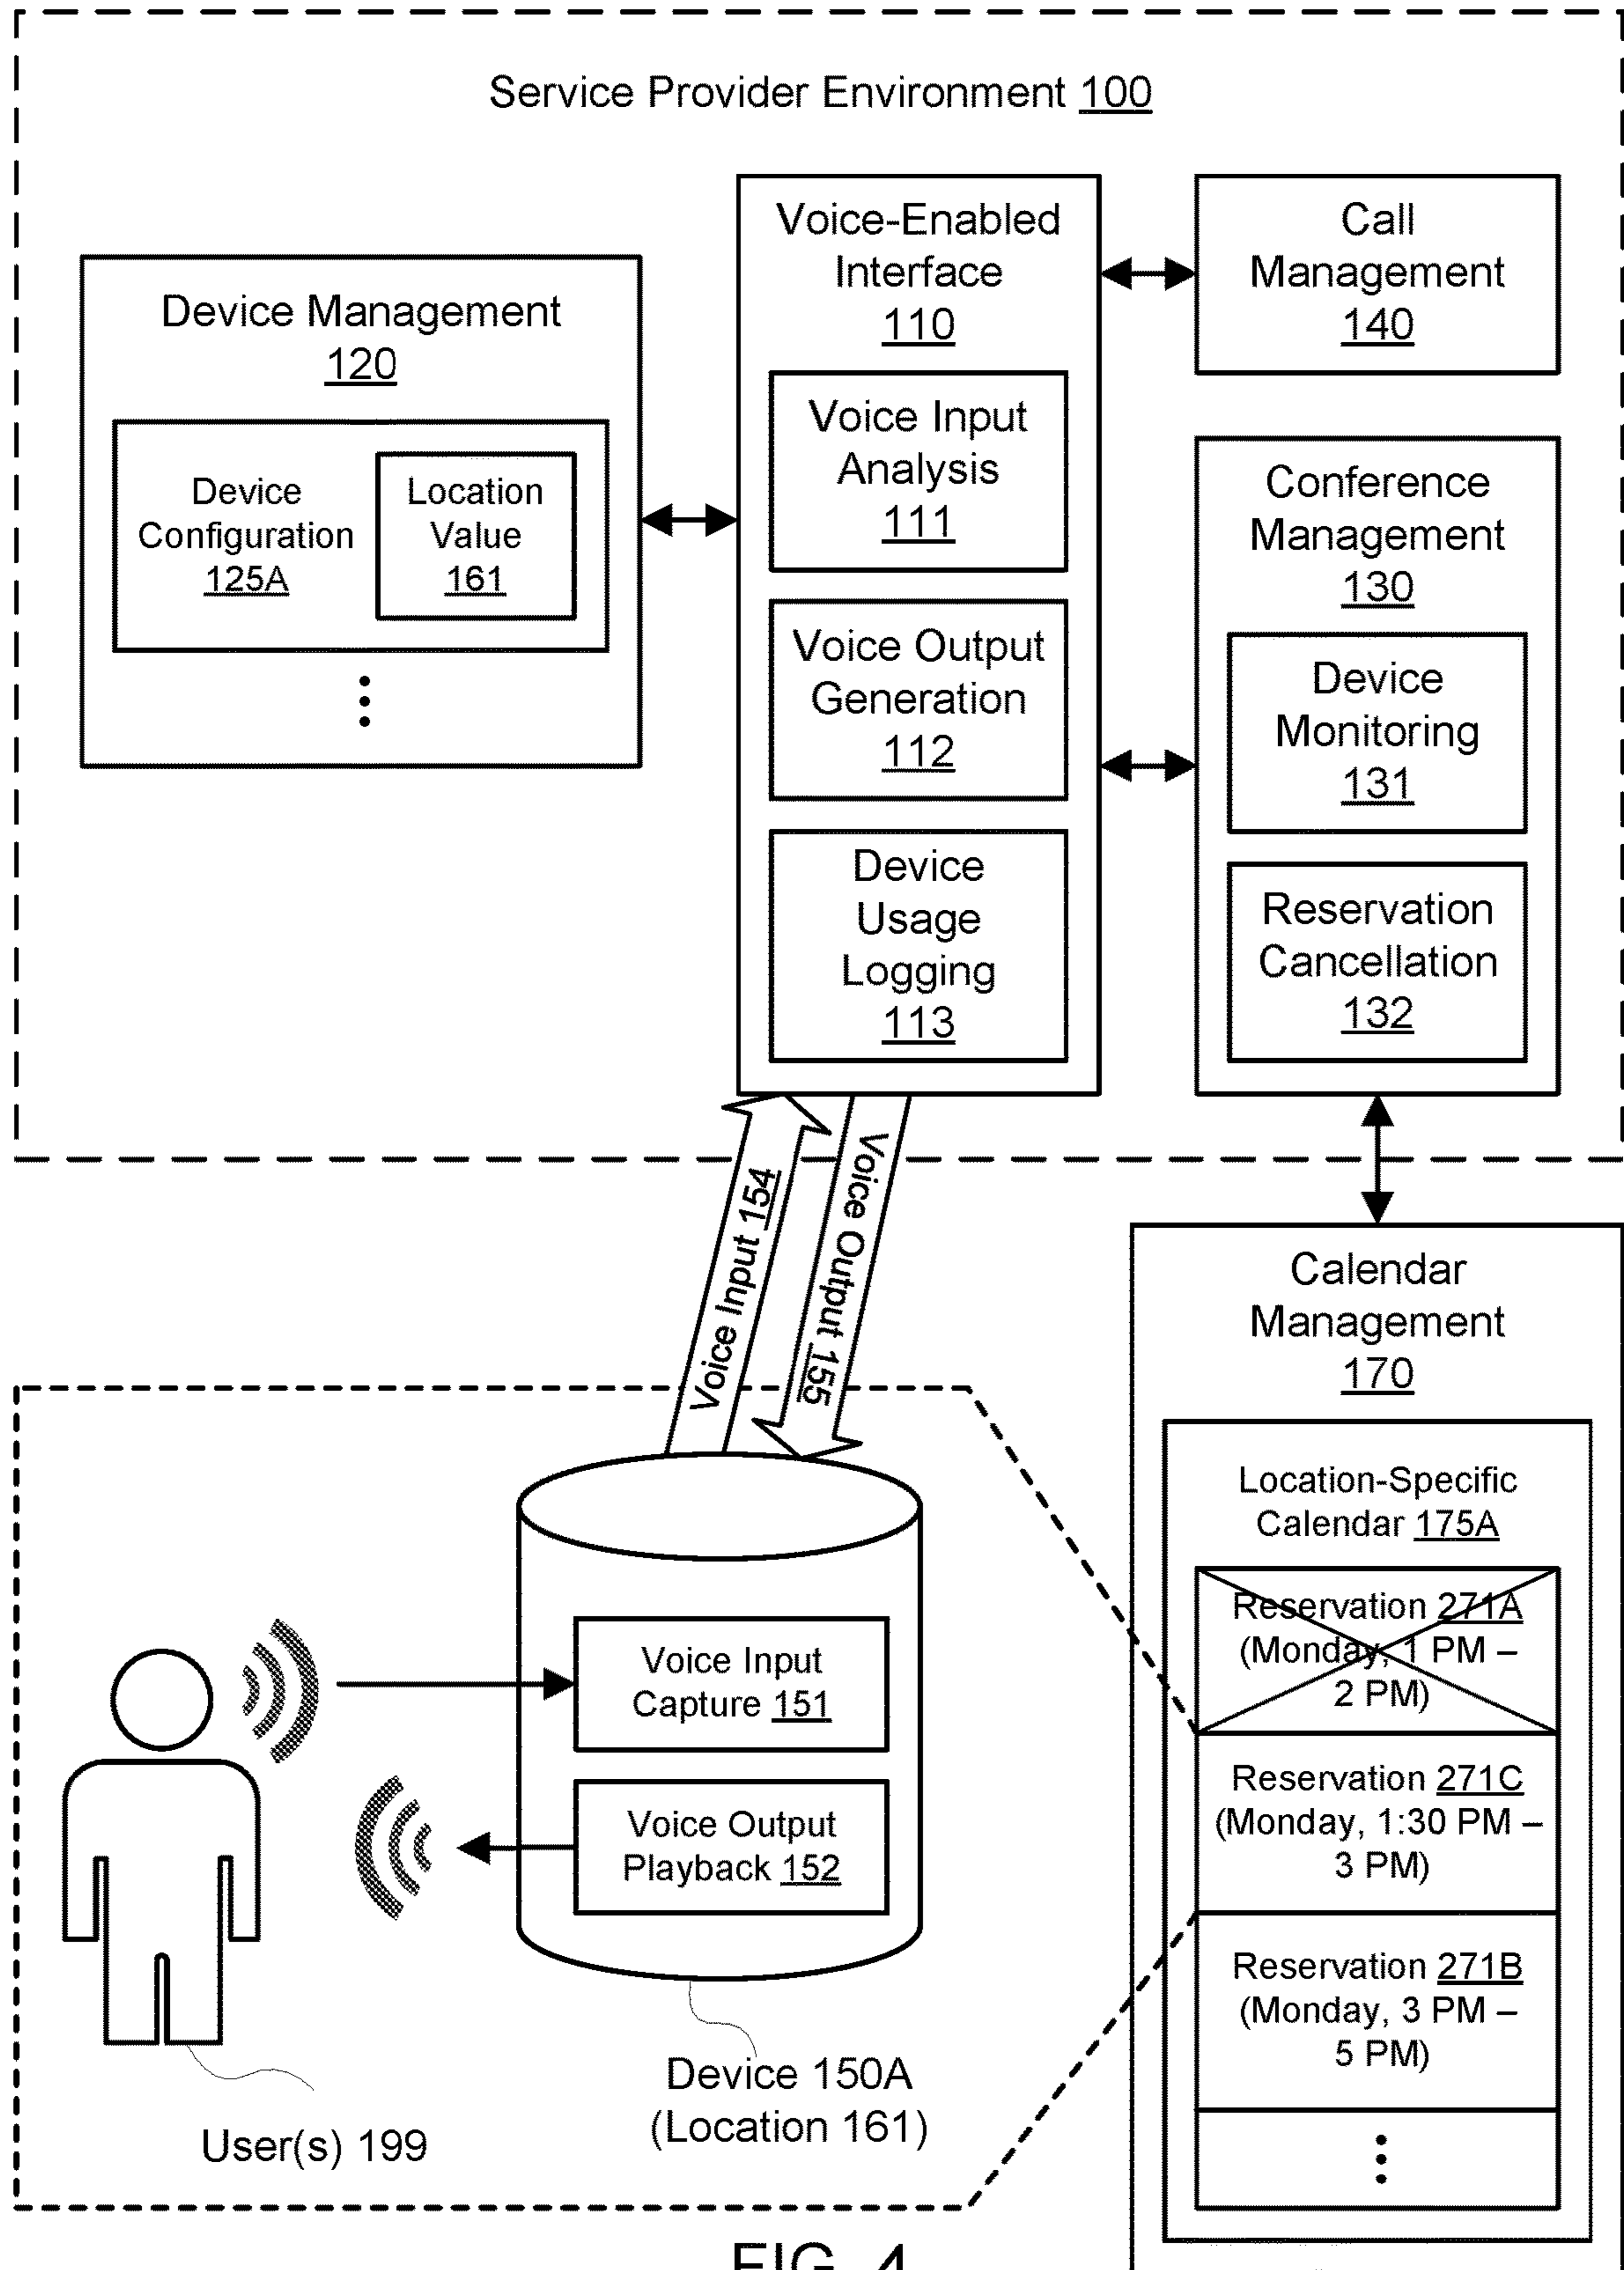 Service Provider Environment 100
Device Management
120
Device
Configuration
125A
Location
Value
161
Voice-Enabled
Interface
110
Voice Input
Analysis
111
Voice Output
Generation
112
Device
Usage
Logging
113
Call
Management
140
Conference
Management
130
Device
Monitoring
131
Reservation
Cancellation
132
Voice Input 154
Voice Output 155
Calendar
Management
170
Location-Specific
Calendar 175A
Reservation 271A
(Monday, 1 PM –
2 PM)
Reservation 271C
(Monday, 1:30 PM –
3 PM)
Reservation 271B
(Monday, 3 PM –
5 PM)
Voice Input
Capture 151
Voice Output
Playback 152
Device 150A
(Location 161)
User(s) 199
FIG. 4